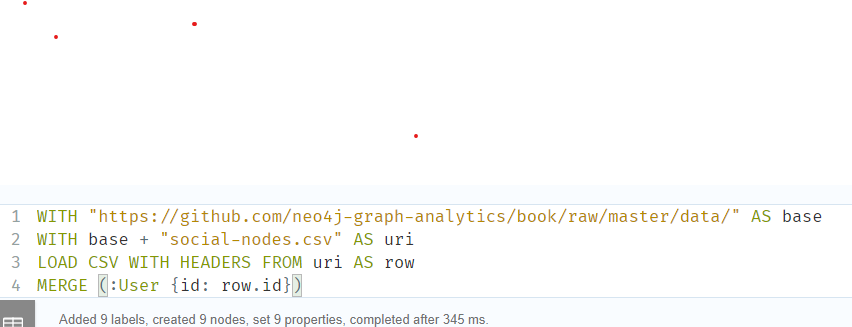 1 WITH "https://github.com/neo4j-graph-analytics/book/raw/master/data/" AS base
2 WITH base + "social-nodes.csv" AS uri
3 LOAD CSV WITH HEADERS FROM uri AS row
4 MERGE (:User {id: row.id})
Added 9 labels, created 9 nodes, set 9 properties, completed after 345 ms.